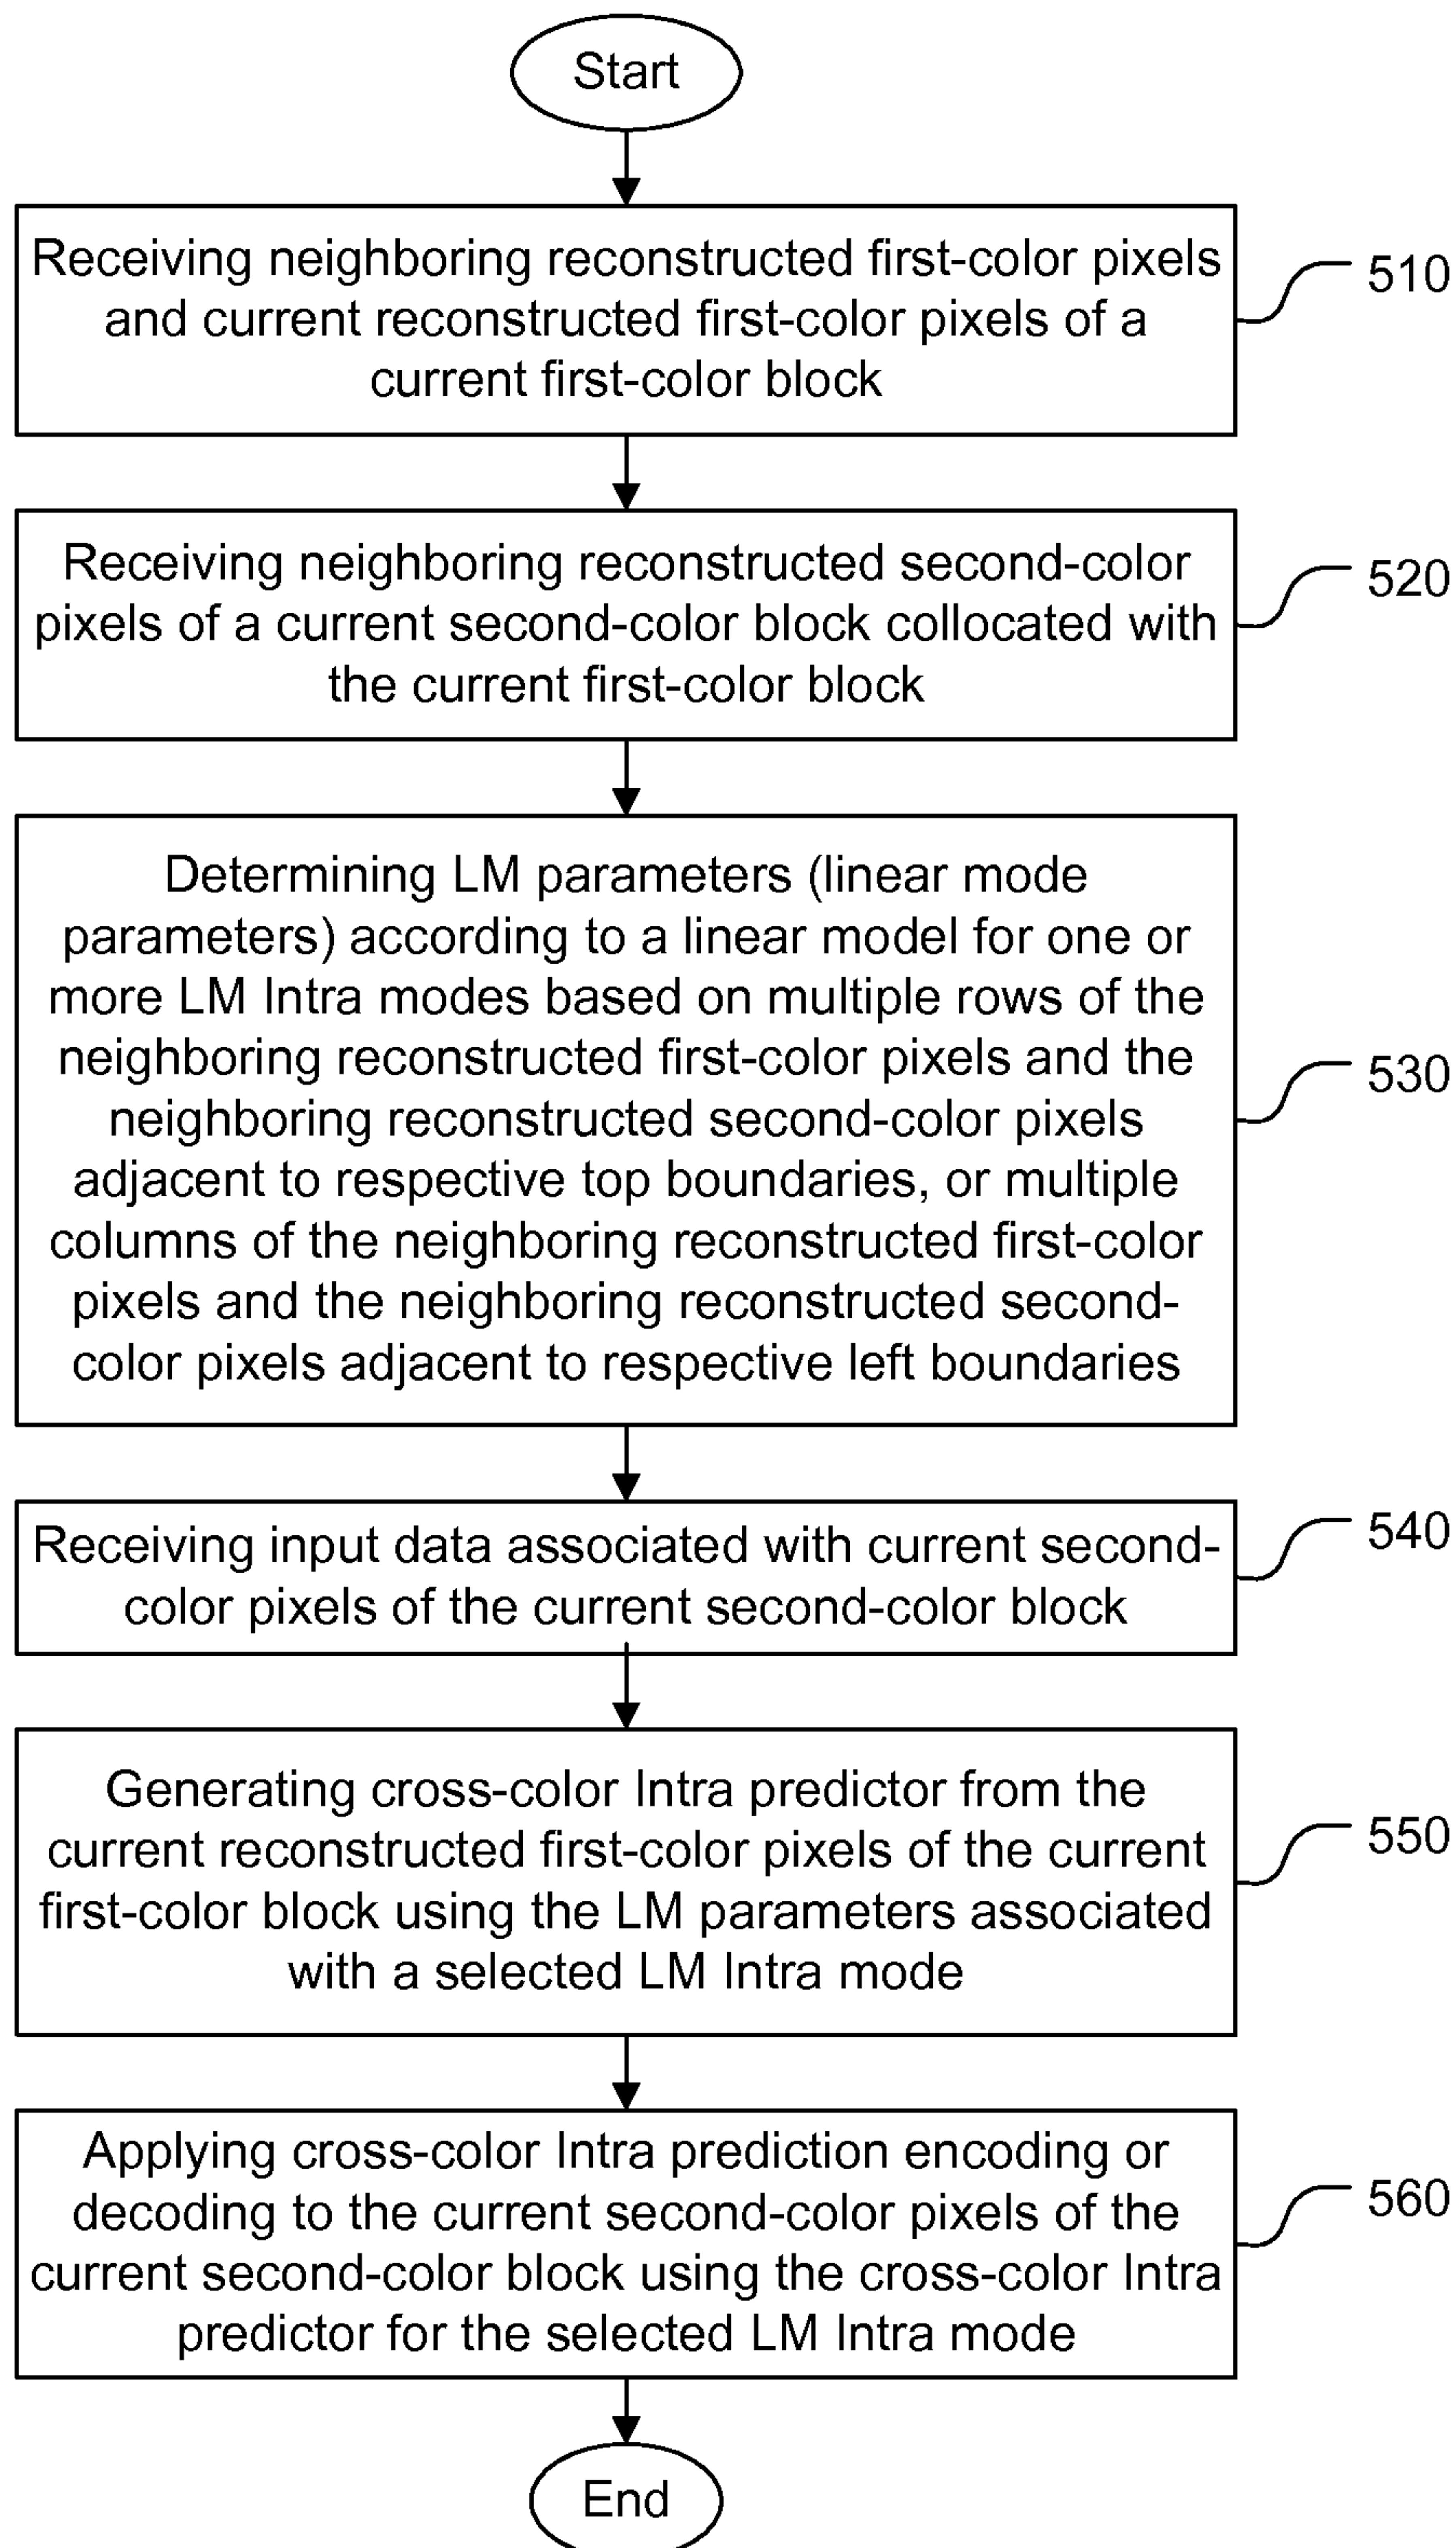 Start
Receiving neighboring reconstructed first-color pixels
and current reconstructed first-color pixels of a
current first-color block
510
Receiving neighboring reconstructed second-color
pixels of a current second-color block collocated with
the current first-color block
520
Determining LM parameters (linear mode
parameters) according to a linear model for one or
more LM Intra modes based on multiple rows of the
neighboring reconstructed first-color pixels and the
neighboring reconstructed second-color pixels
adjacent to respective top boundaries, or multiple
columns of the neighboring reconstructed first-color
pixels and the neighboring reconstructed second-
color pixels adjacent to respective left boundaries
530
Receiving input data associated with current second-
color pixels of the current second-color block
540
Generating cross-color Intra predictor from the
current reconstructed first-color pixels of the current
first-color block using the LM parameters associated
with a selected LM Intra mode
550
Applying cross-color Intra prediction encoding or
decoding to the current second-color pixels of the
current second-color block using the cross-color Intra
predictor for the selected LM Intra mode
560
End